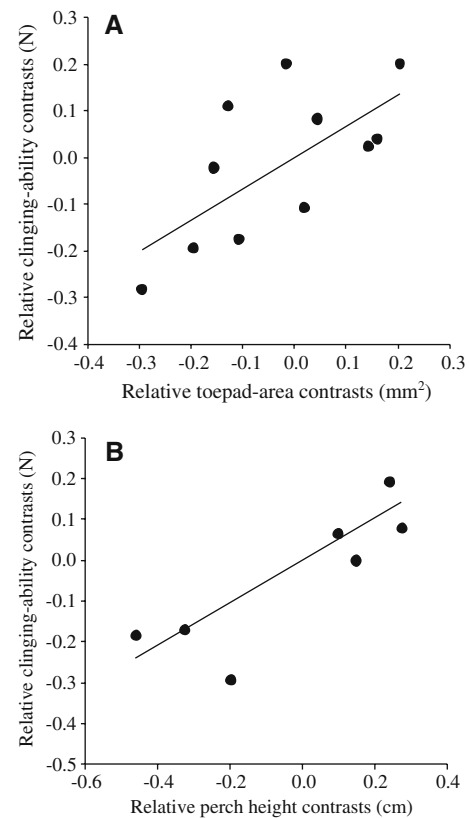 A
0.3
0.2
0.1
0.0
-0.1
-0.2
-0.3
-0.4
Relative clinging-ability contrasts (N)
-0.4 -0.3 -0.2 -0.1 0.0 0.1 0.2 0.3
Relative toepad-area contrasts (mm²)
B
0.3
0.2
0.1
0.0
-0.1
-0.2
-0.3
-0.4
-0.5
Relative clinging-ability contrasts (N)
-0.6 -0.4 -0.2 0.0 0.2 0.4
Relative perch height contrasts (cm)